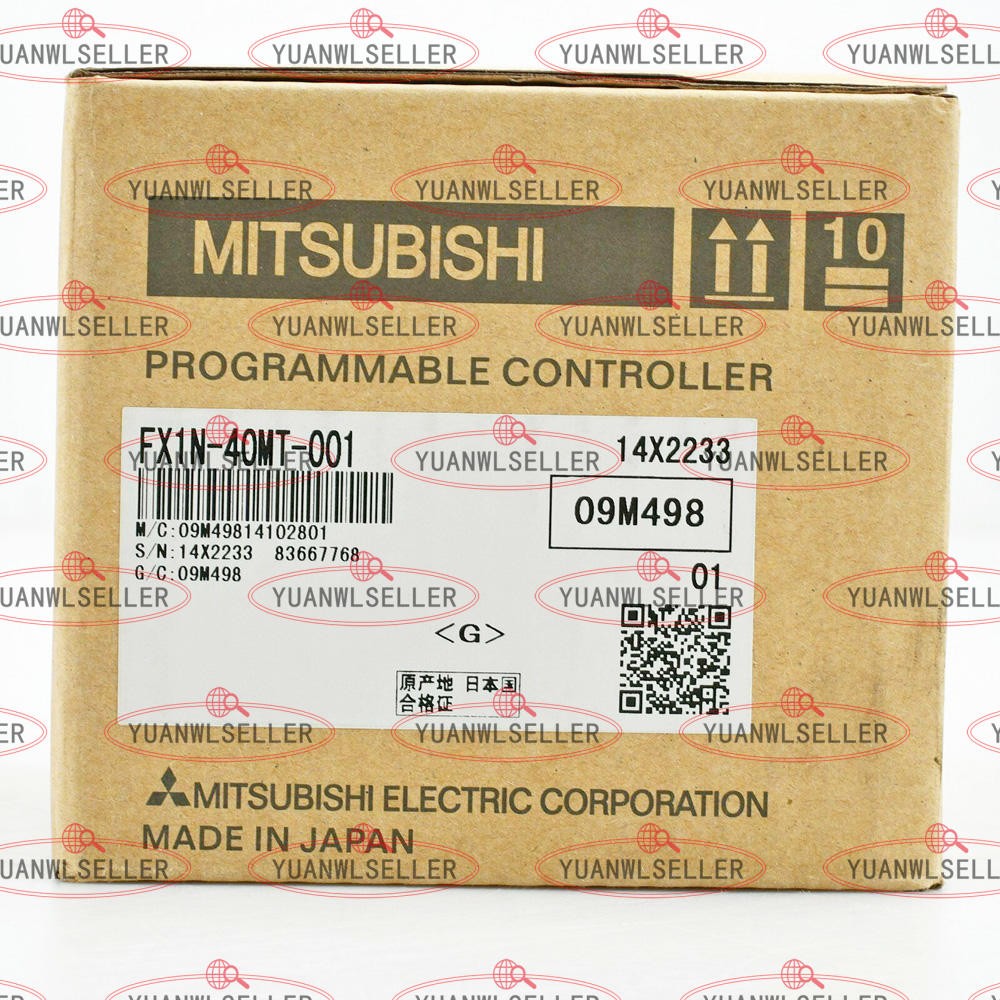 MITSUBISHI
10
PROGRAMMABLE CONTROLLER
FX1N-40MT-001
14X2233
M/C:09M49814102801
09M498
S/N:14X2233 83667768
G/C:09M498
01
<G>
原产地 日本国
合格证
MITSUBISHI ELECTRIC CORPORATION
MADE IN JAPAN
YUANWLSELLER